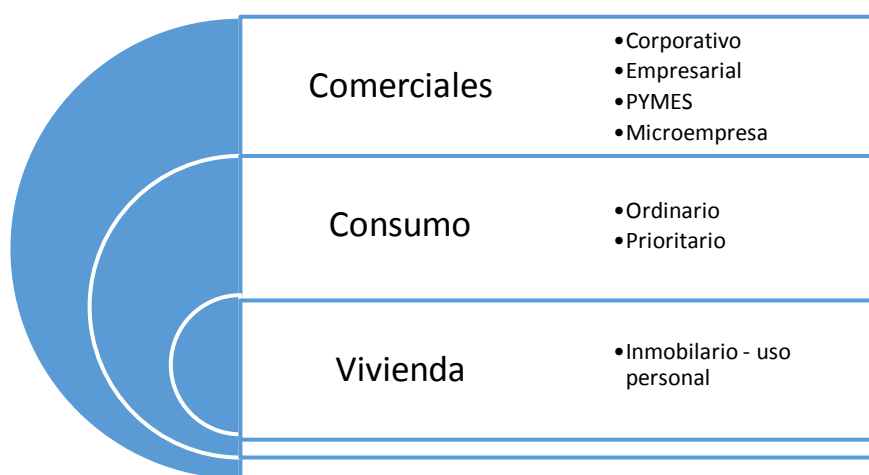 Comerciales
•Corporativo
•Empresarial
•PYMES
•Microempresa
Consumo
•Ordinario
•Prioritario
Vivienda
•Inmobilario - uso
personal